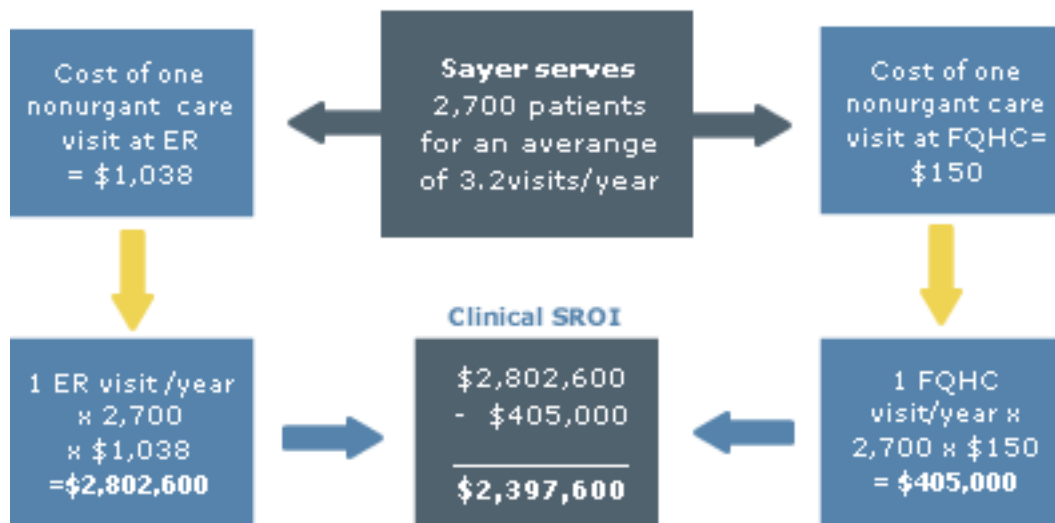 Cost of one
nonurgant care
visit at ER
= $1,038
Sayer serves
2,700 patients
for an averange
of 3.2visits/year
Cost of one
nonurgant care
visit at FQHC=
$150
Clinical SROI
1 ER visit/year
x 2,700
x $1,038
=$2,802,600
$2,802,600
- $405,000
$2,397,600
1 FQHC
visit/year x
2,700 x $150
= $405,000